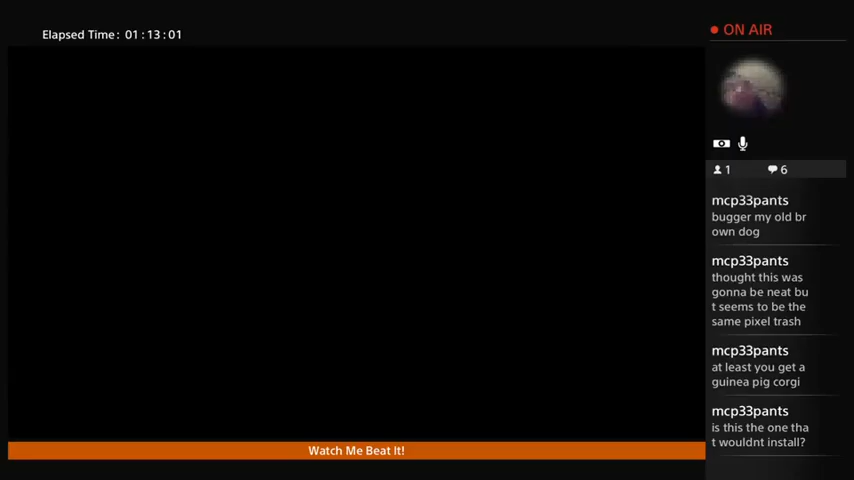 Elapsed Time: 01:13:01
ON AIR
1 6
mcp33pants
bugger my old br
own dog
mcp33pants
thought this was
gonna be neat bu
t seems to be the
same pixel trash
mcp33pants
at least you get a
guinea pig corgi
mcp33pants
is this the one tha
t wouldnt install?
Watch Me Beat It!